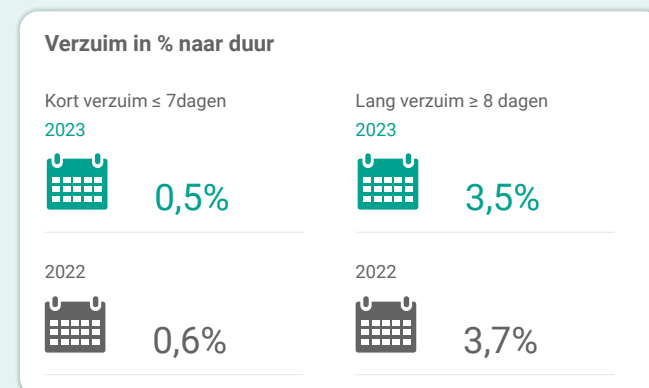 Verzuim in % naar duur
Kort verzuim ≤ 7dagen
2023
0,5%
2022
0,6%
Lang verzuim ≥ 8 dagen
2023
3,5%
2022
3,7%